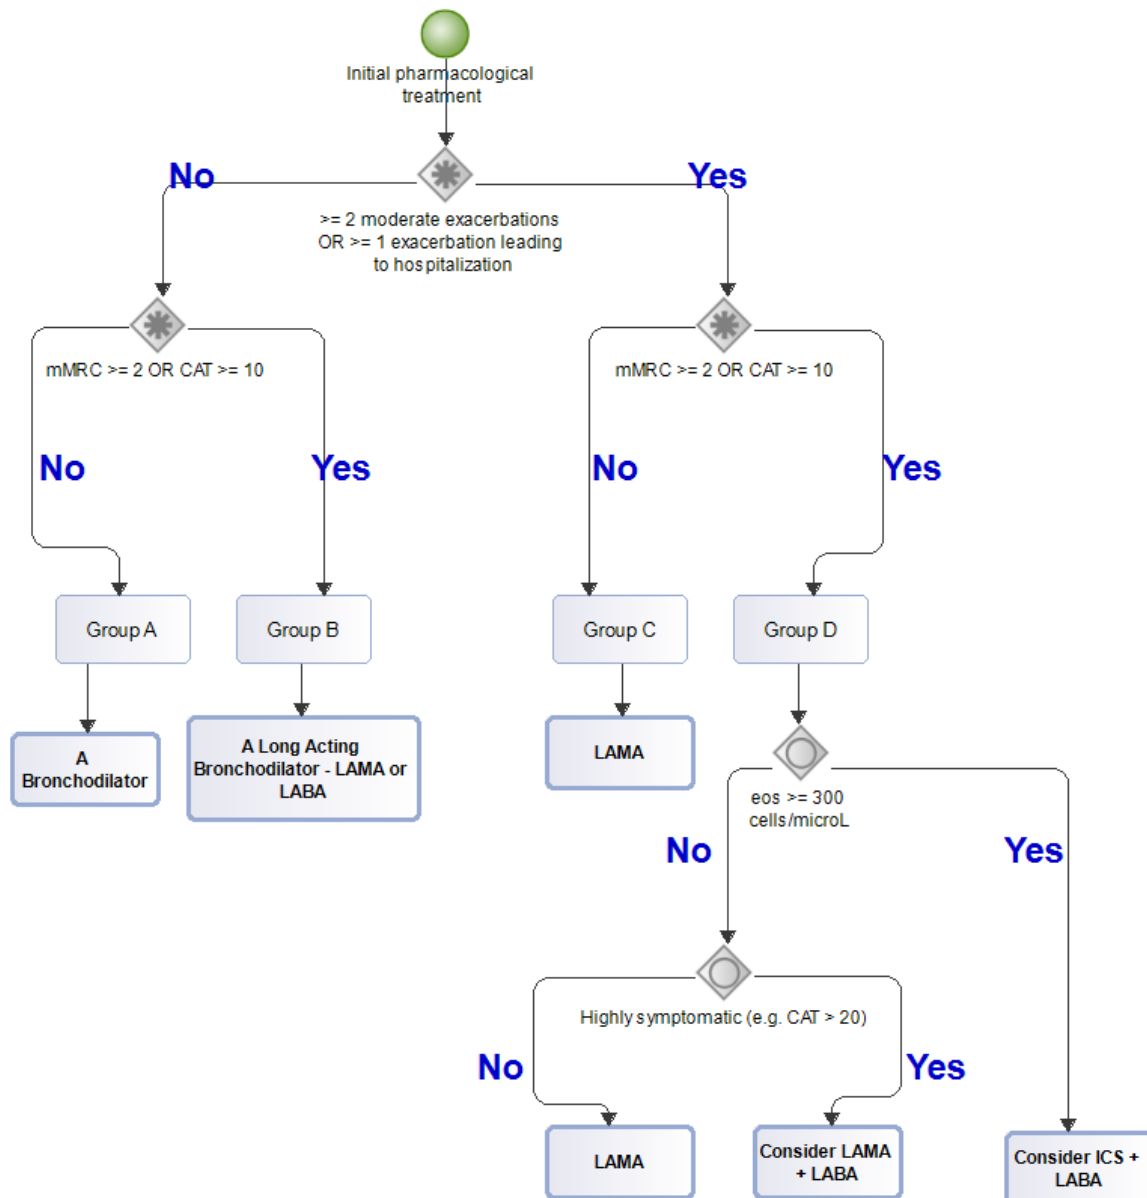 Initial pharmacological
treatment
No
Yes
>= 2 moderate exacerbations
OR >= 1 exacerbation leading
to hospitalization
mMRC >= 2 OR CAT >= 10
mMRC >= 2 OR CAT >= 10
No
Yes
No
Yes
Group A
Group B
Group C
Group D
A
Bronchodilator
A Long Acting
Bronchodilator - LAMA or
LABA
LAMA
eos >= 300
cells/microL
No
Yes
Highly symptomatic (e.g. CAT > 20)
No
Yes
LAMA
Consider LAMA
+ LABA
Consider ICS +
LABA